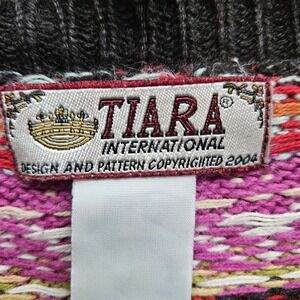 TIARA®
INTERNATIONAL
DESIGN AND PATTERN COPYRIGHTED 2004